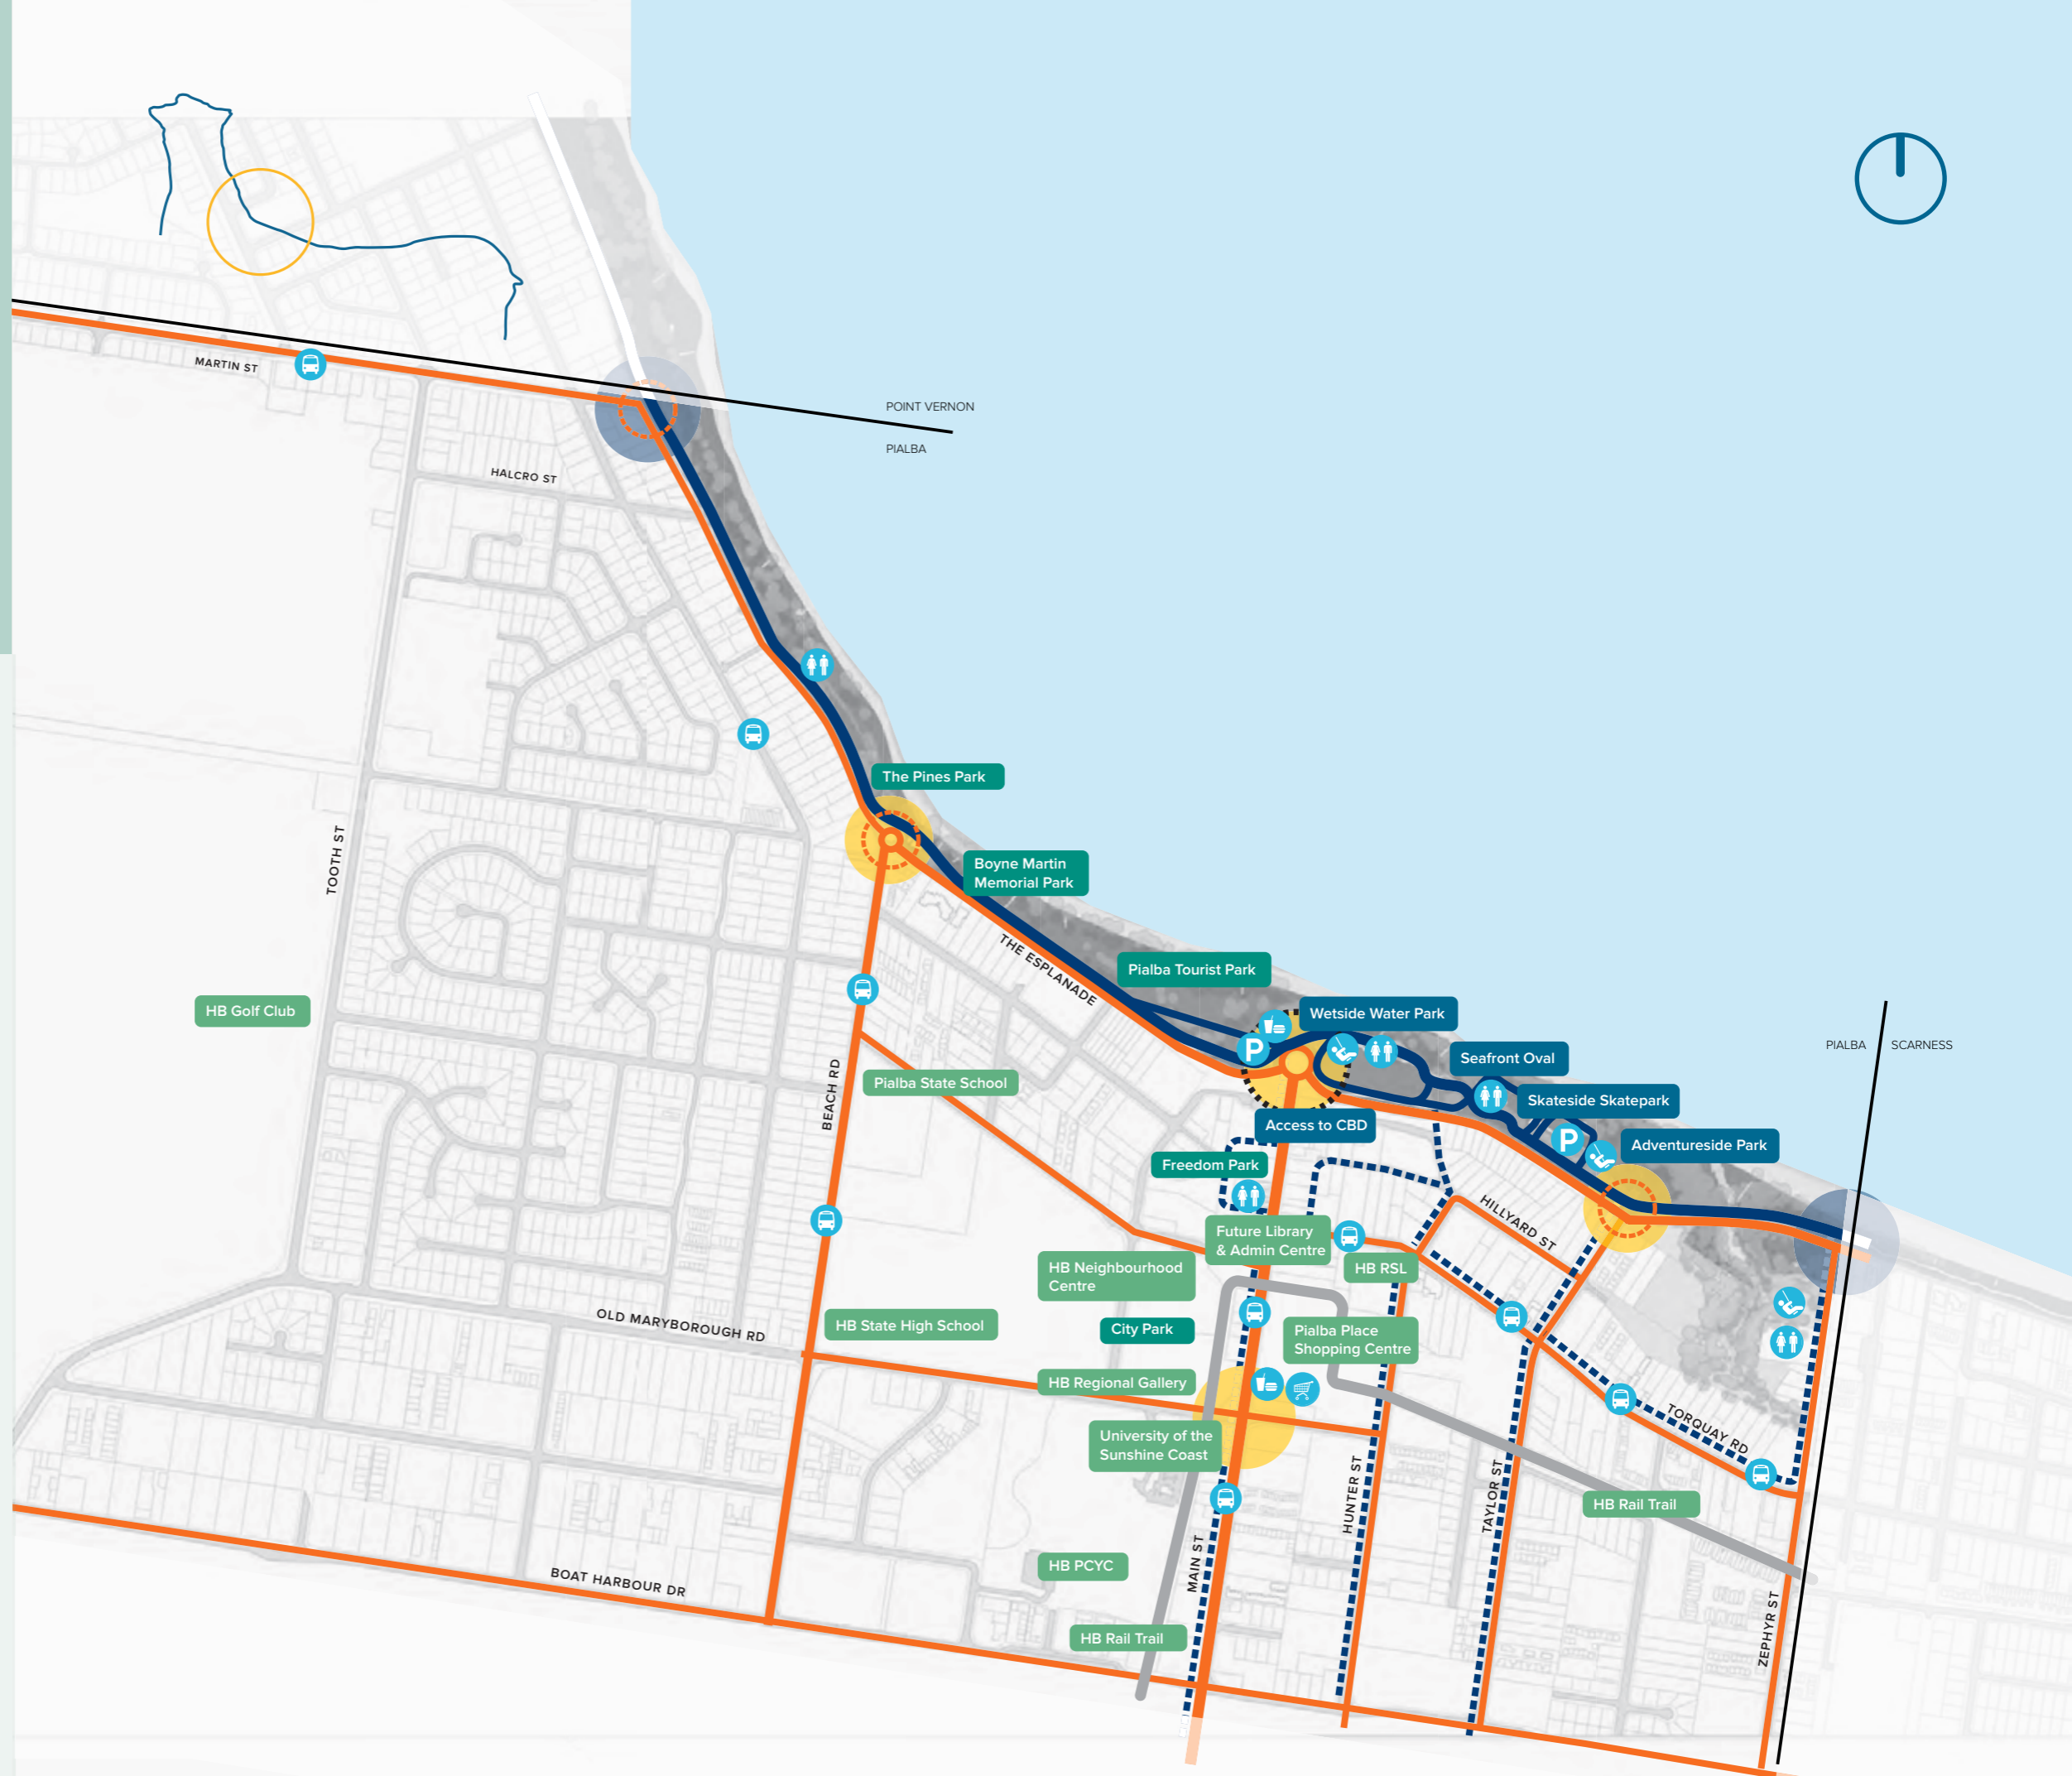 MARTIN ST
POINT VERNON
PIALBA
HALCRO ST
The Pines Park
TOOTH ST
Boyne Martin
Memorial Park
THE ESPLANADE
Pialba Tourist Park
HB Golf Club
Wetside Water Park
Seafront Oval
PIALBA
SCARNESS
P
Pialba State School
BEACH RD
Skateside Skatepark
Access to CBD
P
Adventureside Park
Freedom Park
HILLYARD ST
Future Library
& Admin Centre
HB Neighbourhood
Centre
HB RSL
OLD MARYBOROUGH RD
HB State High School
City Park
Pialba Place
Shopping Centre
HB Regional Gallery
University of the
Sunshine Coast
TORQUAY RD
HUNTER ST
TAYLOR ST
HB Rail Trail
MAIN ST
HB PCYC
BOAT HARBOUR DR
HB Rail Trail
ZEPHYR ST